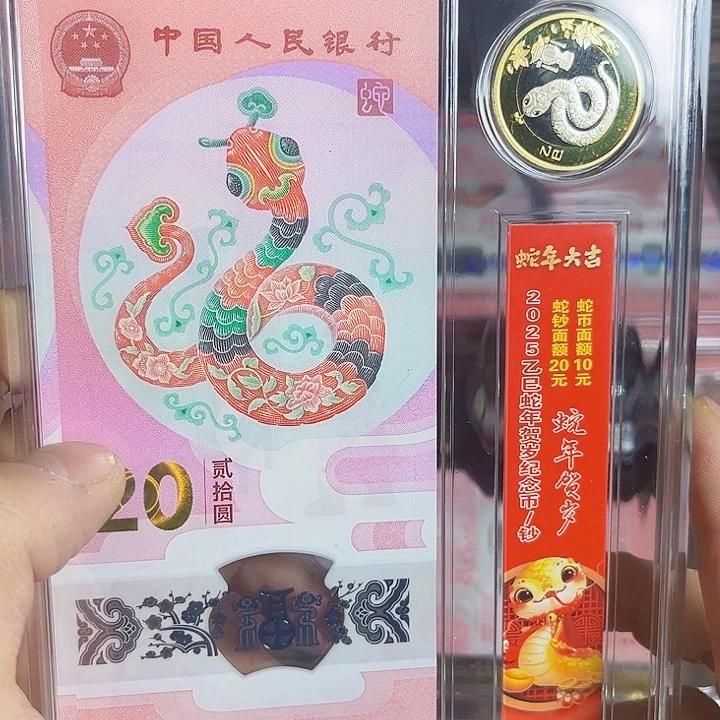 中国人民银行
蛇
20
贰拾圆
乙巳
蛇年大吉
蛇币面额10元
蛇钞面额20元
2025乙巳蛇年贺岁纪念币/钞
蛇年贺岁